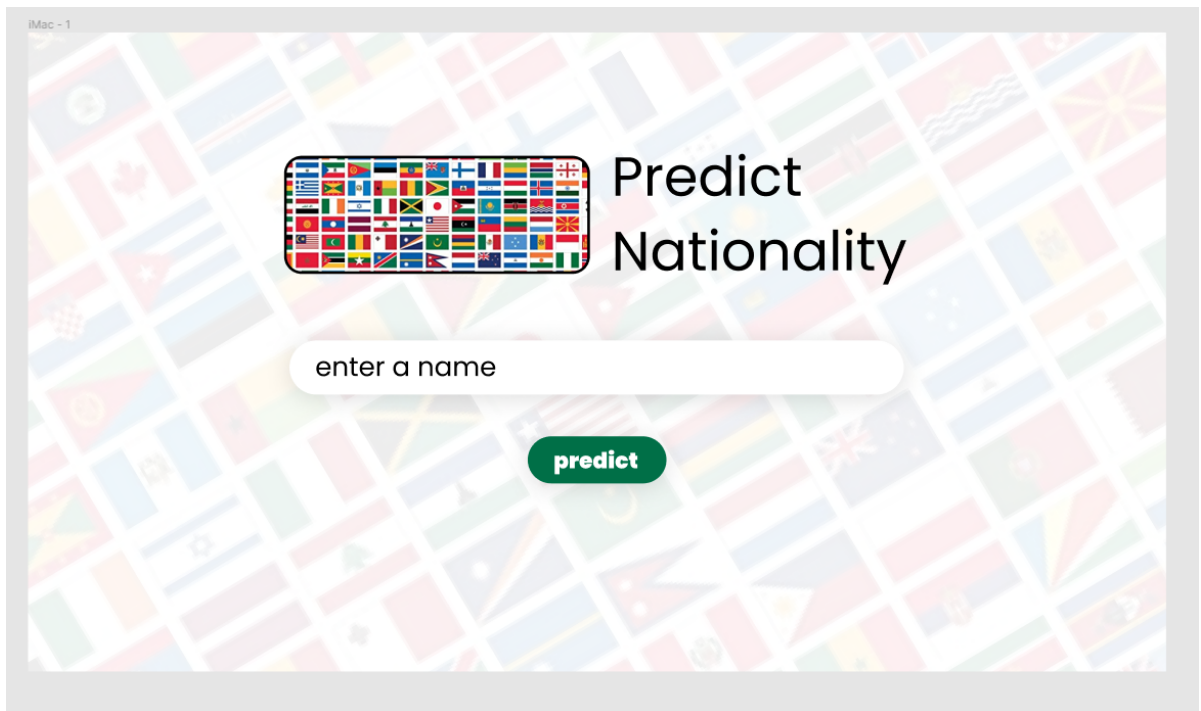 iMac - 1
Predict
Nationality
enter a name
predict